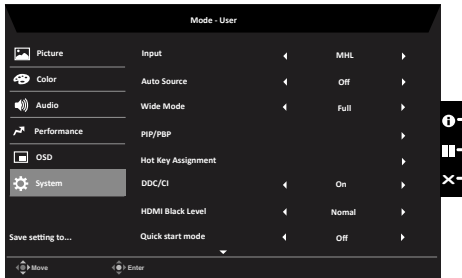 Mode - User
Picture
Color
Audio
Performance
OSD
System
Save setting to...
Input MHL
Auto Source Off
Wide Mode Full
PIP/PBP
Hot Key Assignment
DDC/CI On
HDMI Black Level Nomal
Quick start mode Off
Move Enter